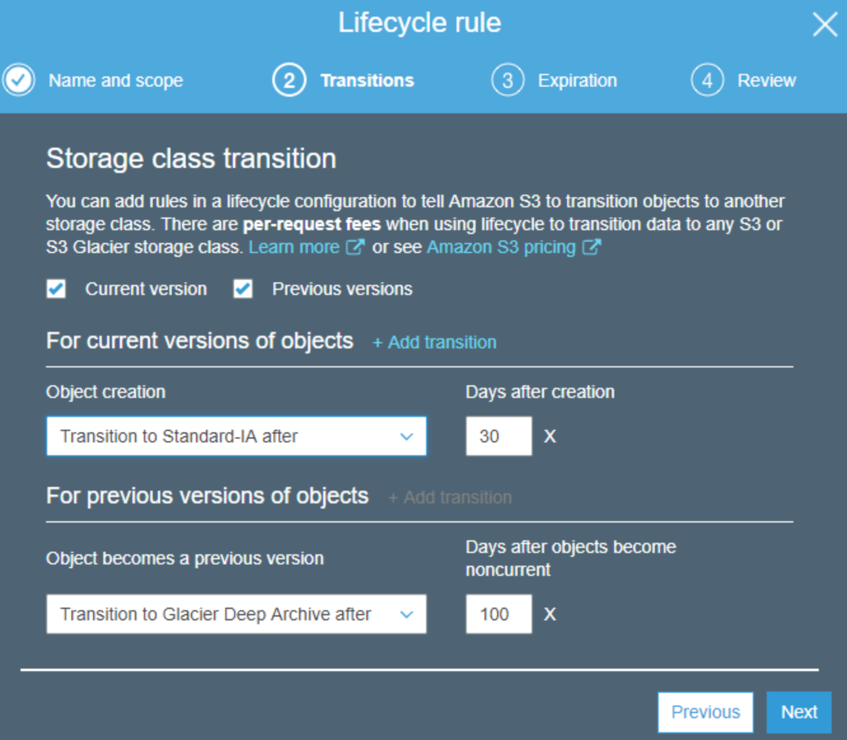 Lifecycle rule
Name and scope
2 Transitions
3 Expiration
4 Review
Storage class transition
You can add rules in a lifecycle configuration to tell Amazon S3 to transition objects to another
storage class. There are per-request fees when using lifecycle to transition data to any S3 or
S3 Glacier storage class. Learn more or see Amazon S3 pricing
Current version Previous versions
For current versions of objects + Add transition
Object creation Days after creation
Transition to Standard-IA after 30 X
For previous versions of objects + Add transition
Object becomes a previous version
Days after objects become
noncurrent
Transition to Glacier Deep Archive after 100 X
Previous Next